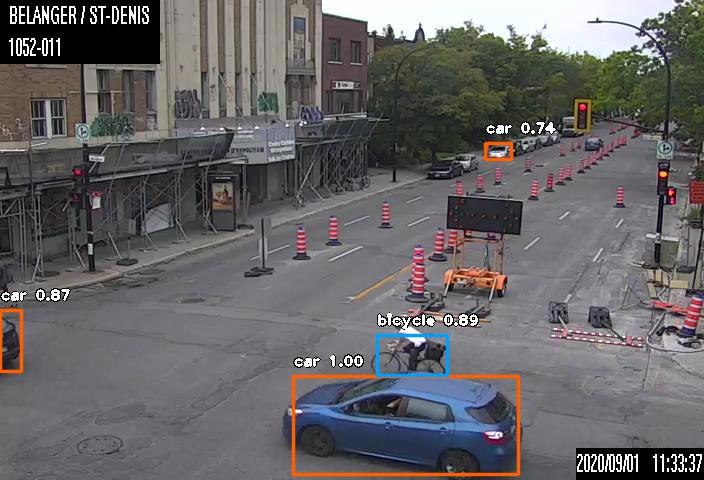 BELANGER / ST-DENIS
1052-011
car 0.74
METROPOLITAIN
car 0.87
bicycle 0.89
car 1.00
2020/09/01 11:33:37